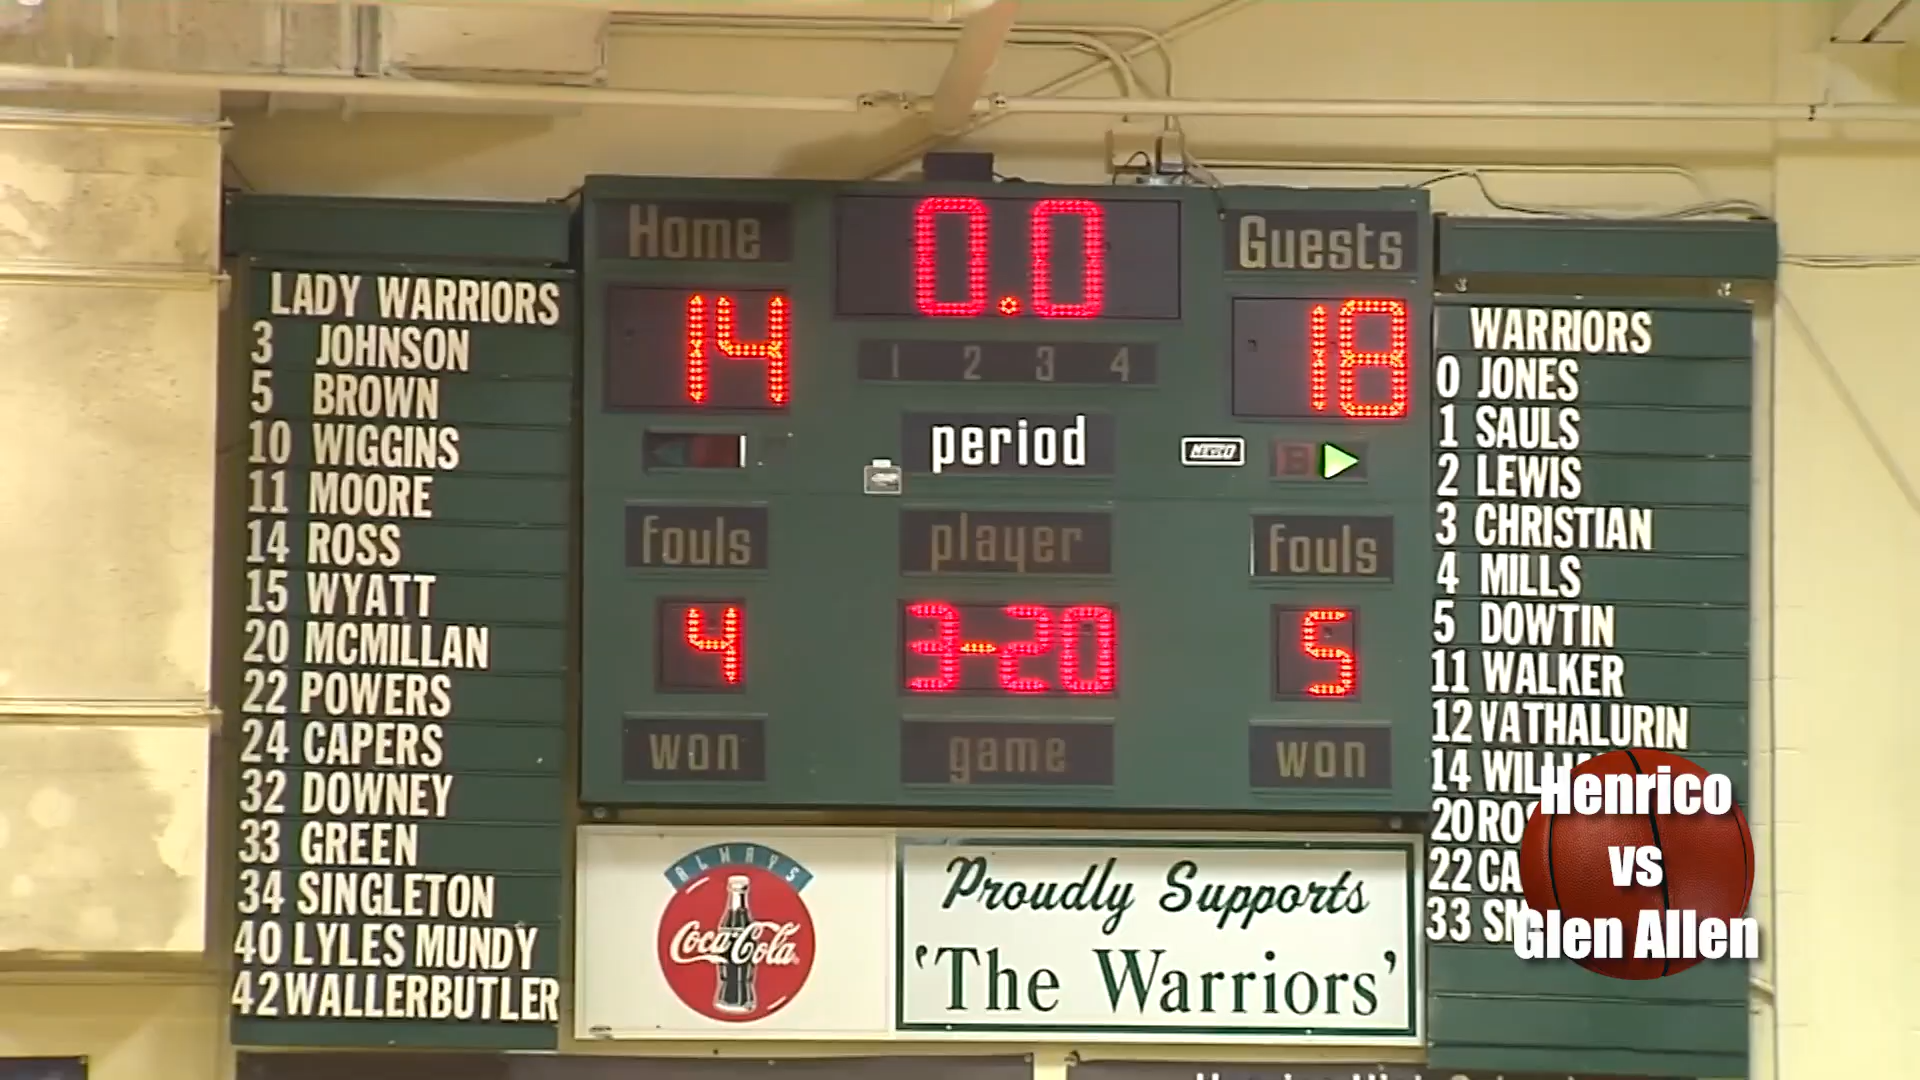 LADY WARRIORS
3 JOHNSON
5 BROWN
10 WIGGINS
11 MOORE
14 ROSS
15 WYATT
20 MCMILLAN
22 POWERS
24 CAPERS
32 DOWNEY
33 GREEN
34 SINGLETON
40 LYLES MUNDY
42 WALLERBUTLER
Home
0.0
Guests
14
18
1 2 3 4
period
NEVCO
B
fouls
player
fouls
4
3-20
5
won
game
won
ALWAYS
Coca-Cola
Proudly Supports
'The Warriors'
WARRIORS
0 JONES
1 SAULS
2 LEWIS
3 CHRISTIAN
4 MILLS
5 DOWTIN
11 WALKER
12 VATHALURIN
14
20
22
33
Henrico
vs
Glen Allen